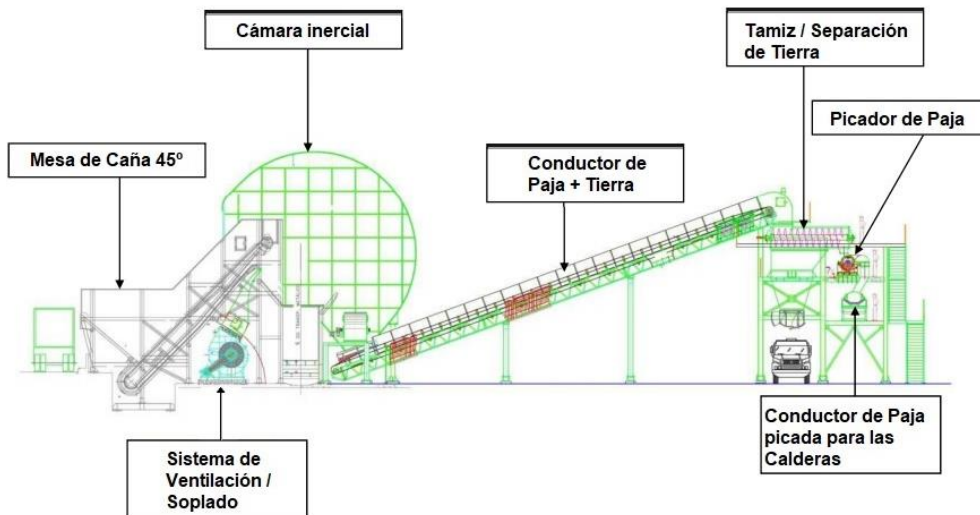 Cámara inercial
Tamiz / Separación
de Tierra
Picador de Paja
Mesa de Caña 45º
Conductor de
Paja + Tierra
Sistema de
Ventilación /
Soplado
Conductor de Paja
picada para las
Calderas